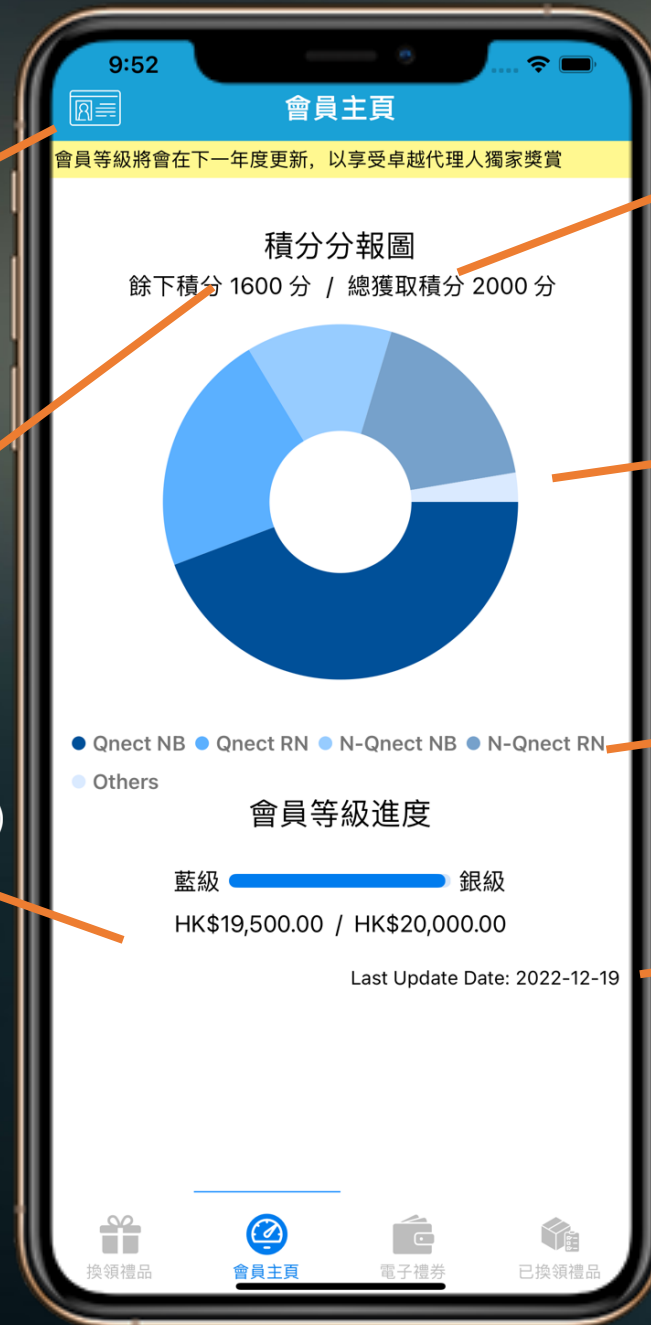 9:52
會員主頁
會員等級將會在下一年度更新，以享受卓越代理人獨家獎賞
積分分報圖
餘下積分 1600 分 / 總獲取積分 2000 分
Qnect NB Qnect RN N-Qnect NB N-Qnect RN
Others
會員等級進度
藍級 銀級
HK$19,500.00 / HK$20,000.00
Last Update Date: 2022-12-19
換領禮品 會員主頁 電子禮券 已換領禮品